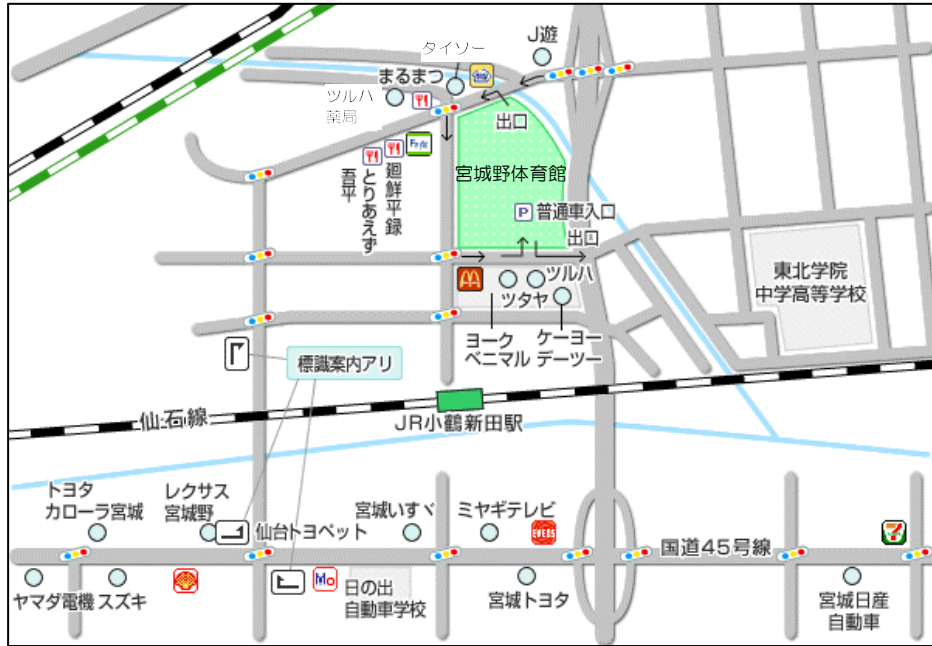 J遊
タイソー
まるまつ
ツルハ
薬局
出口
宮城野体育館
廻鮮平録
とりあえず
吾平
P 普通車入口
出口
ツルハ
ツタヤ
ヨーク
ベニマル
ケーヨー
デーツー
東北学院
中学高等学校
標識案内アリ
仙石線
JR小鶴新田駅
トヨタ
カローラ宮城
レクサス
宮城野
仙台トヨペット
宮城いすゞ
ミヤギテレビ
ENEOS
国道45号線
7
ヤマダ電機
スズキ
Mo
日の出
自動車学校
宮城トヨタ
宮城日産
自動車